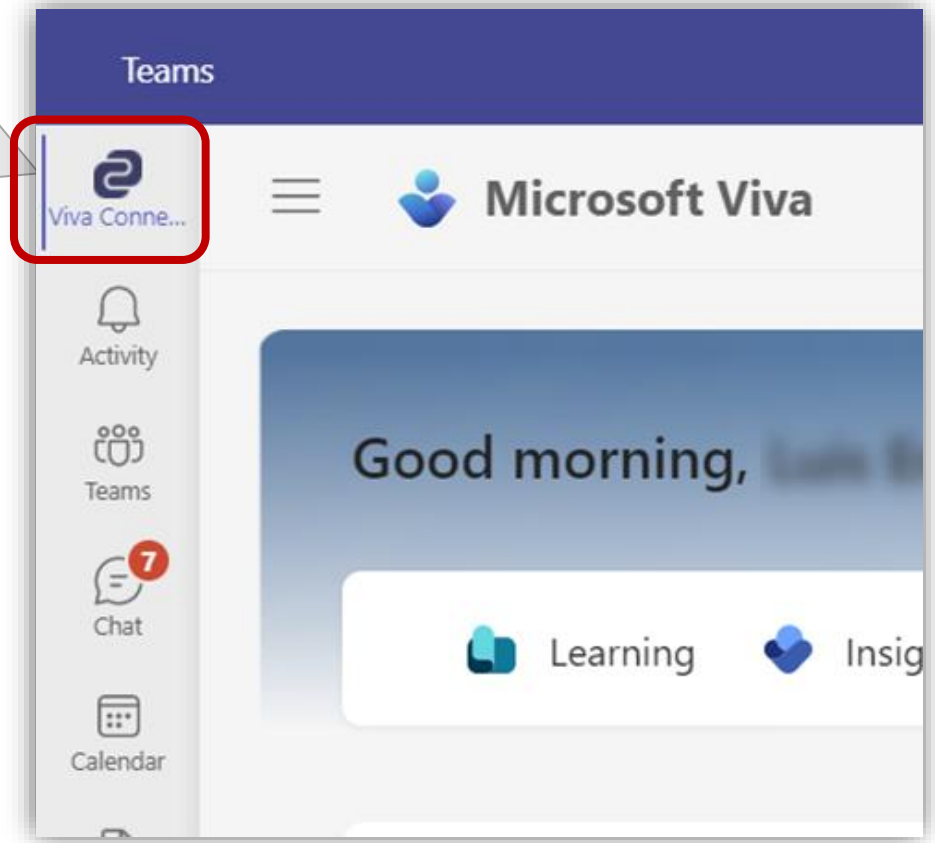 Teams
Viva Conne...
Microsoft Viva
Activity
Teams
Good morning,
7
Chat
Learning
Insig
Calendar